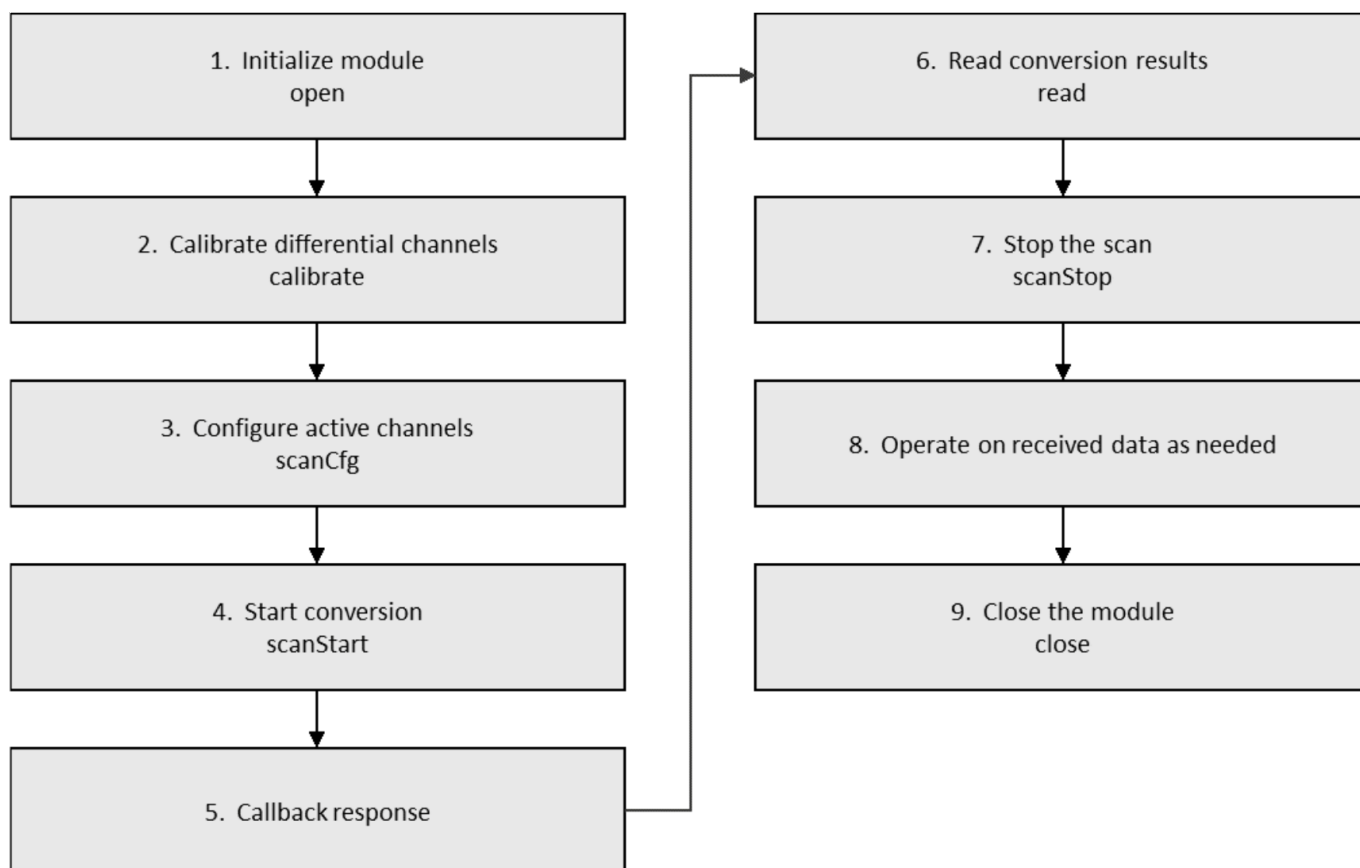 1. Initialize module
open
2. Calibrate differential channels
calibrate
3. Configure active channels
scanCfg
4. Start conversion
scanStart
5. Callback response
6. Read conversion results
read
7. Stop the scan
scanStop
8. Operate on received data as needed
9. Close the module
close